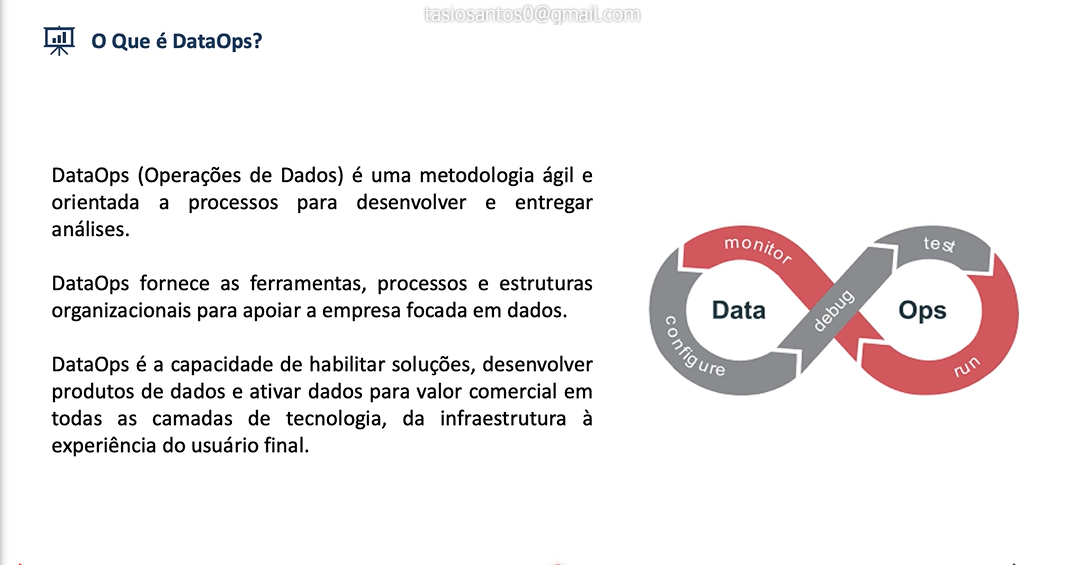 tasiosantos0@gmail.com
O Que é DataOps?
DataOps (Operações de Dados) é uma metodologia ágil e
orientada a processos para desenvolver e entregar
análises.
DataOps fornece as ferramentas, processos e estruturas
organizacionais para apoiar a empresa focada em dados.
DataOps é a capacidade de habilitar soluções, desenvolver
produtos de dados e ativar dados para valor comercial em
todas as camadas de tecnologia, da infraestrutura à
experiência do usuário final.
monitor
test
Data
debug
Ops
configure
run